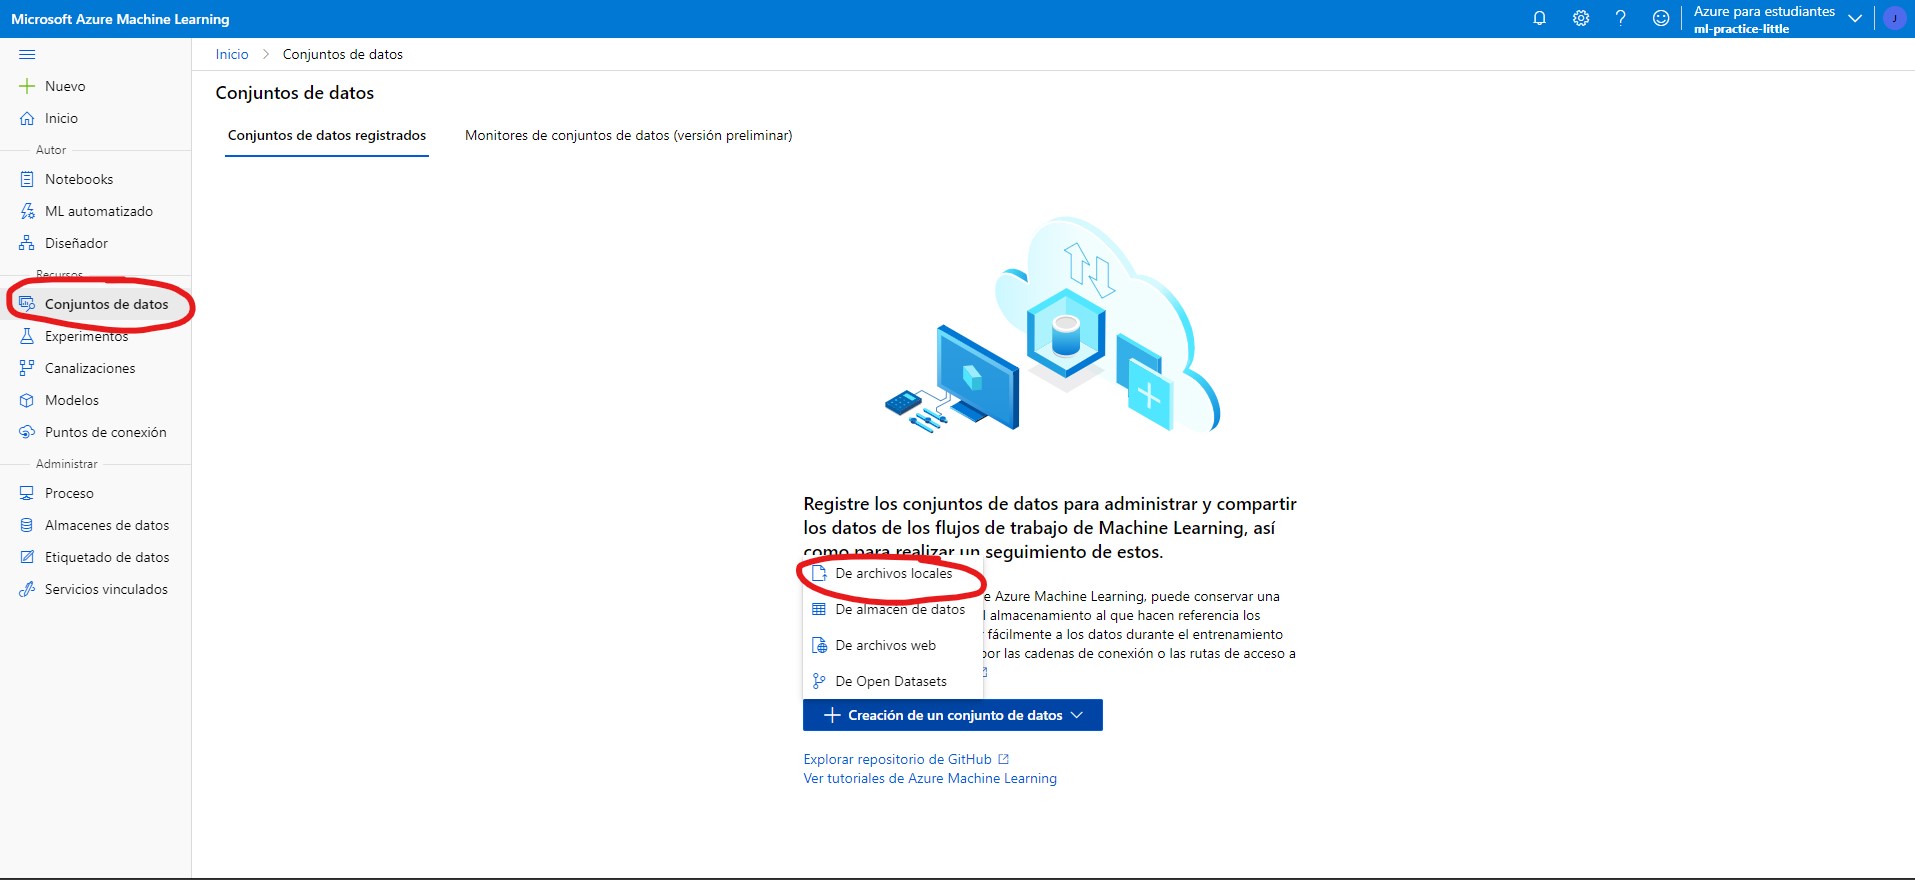 Microsoft Azure Machine Learning
Azure para estudiantes
ml-practice-little
J
Inicio > Conjuntos de datos
Nuevo
Inicio
Autor
Notebooks
ML automatizado
Diseñador
Recursos
Conjuntos de datos
Experimentos
Canalizaciones
Modelos
Puntos de conexión
Administrar
Proceso
Almacenes de datos
Etiquetado de datos
Servicios vinculados
Conjuntos de datos
Conjuntos de datos registrados
Monitores de conjuntos de datos (versión preliminar)
Registre los conjuntos de datos para administrar y compartir
los datos de los flujos de trabajo de Machine Learning, así
como para realizar un seguimiento de estos.
De archivos locales
De almacén de datos
De archivos web
De Open Datasets
e Azure Machine Learning, puede conservar una
l almacenamiento al que hacen referencia los
r fácilmente a los datos durante el entrenamiento
por las cadenas de conexión o las rutas de acceso a
Creación de un conjunto de datos
Explorar repositorio de GitHub
Ver tutoriales de Azure Machine Learning